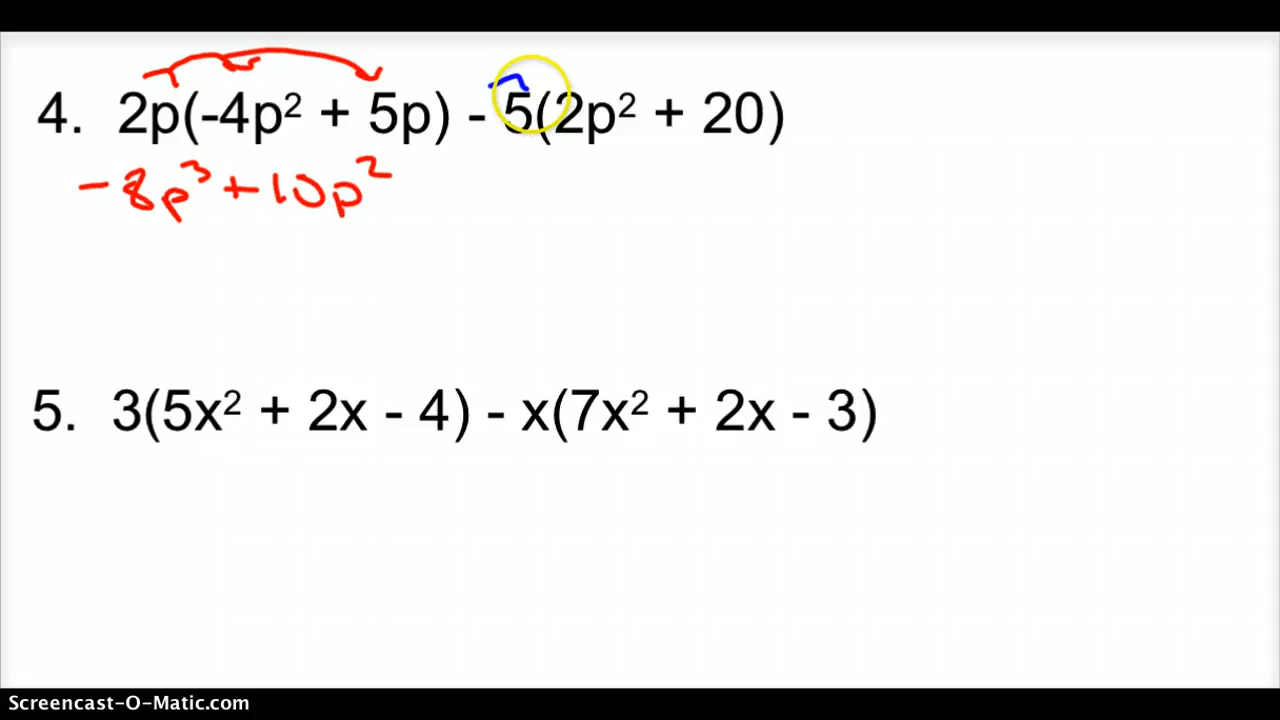 4. 2p(-4p² + 5p) - 5(2p² + 20)
-8p³ + 10p²
5. 3(5x² + 2x - 4) - x(7x² + 2x - 3)
Screencast-O-Matic.com